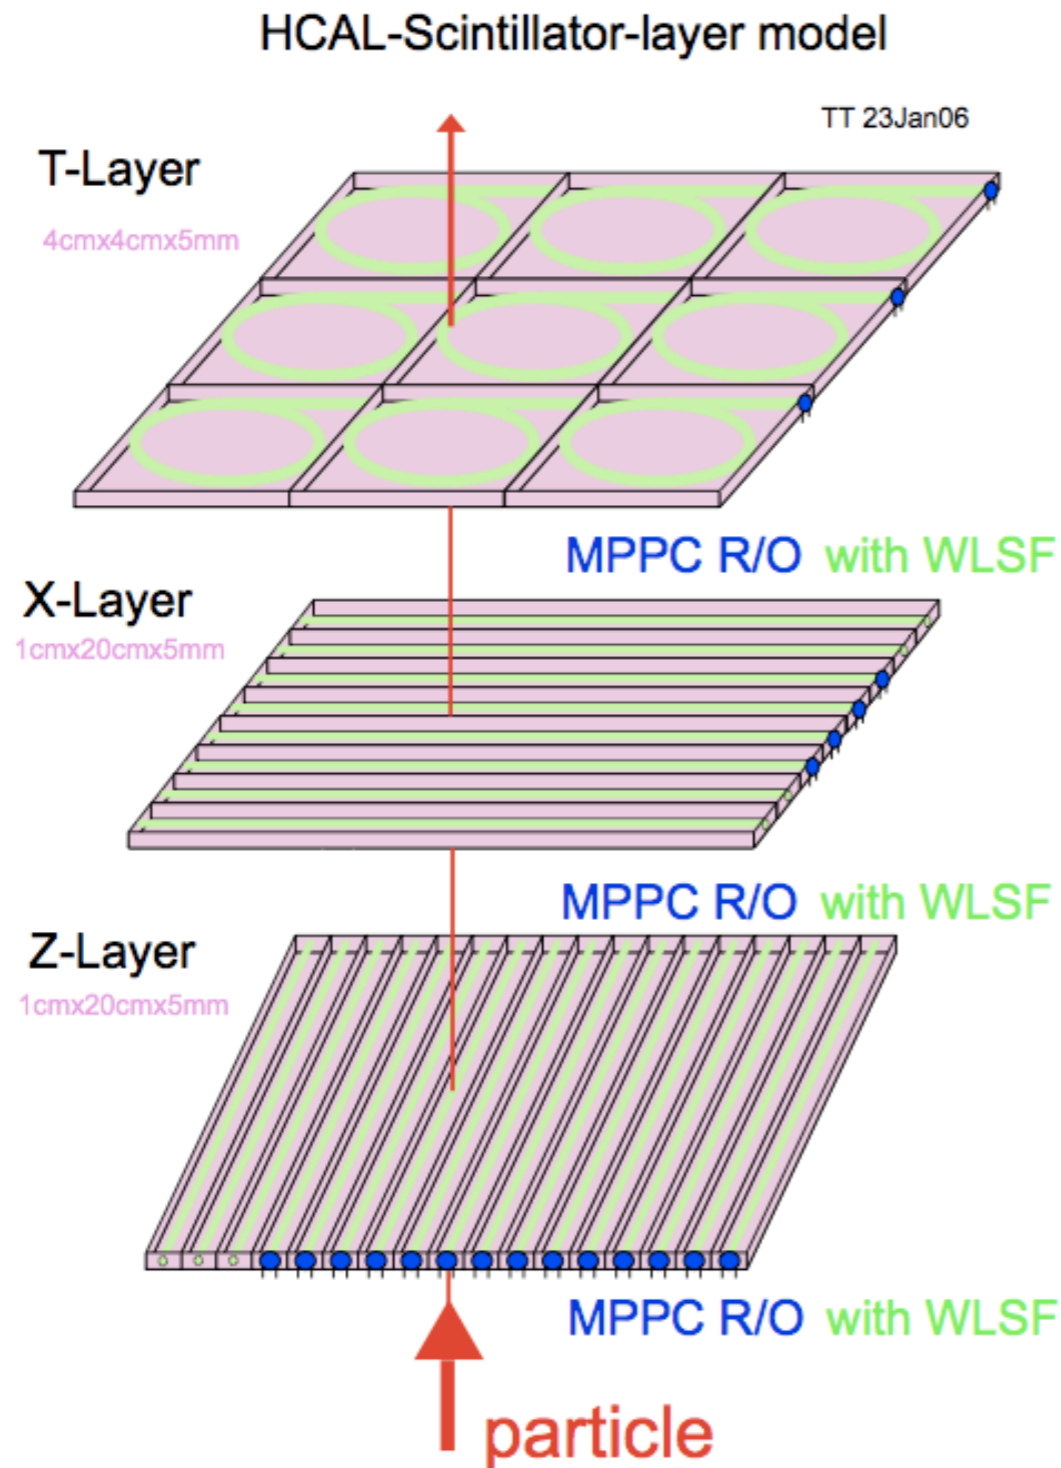 HCAL-Scintillator-layer model
TT 23Jan06
T-Layer
4cmx4cmx5mm
MPPC R/O with WLSF
X-Layer
1cmx20cmx5mm
MPPC R/O with WLSF
Z-Layer
1cmx20cmx5mm
MPPC R/O with WLSF
particle